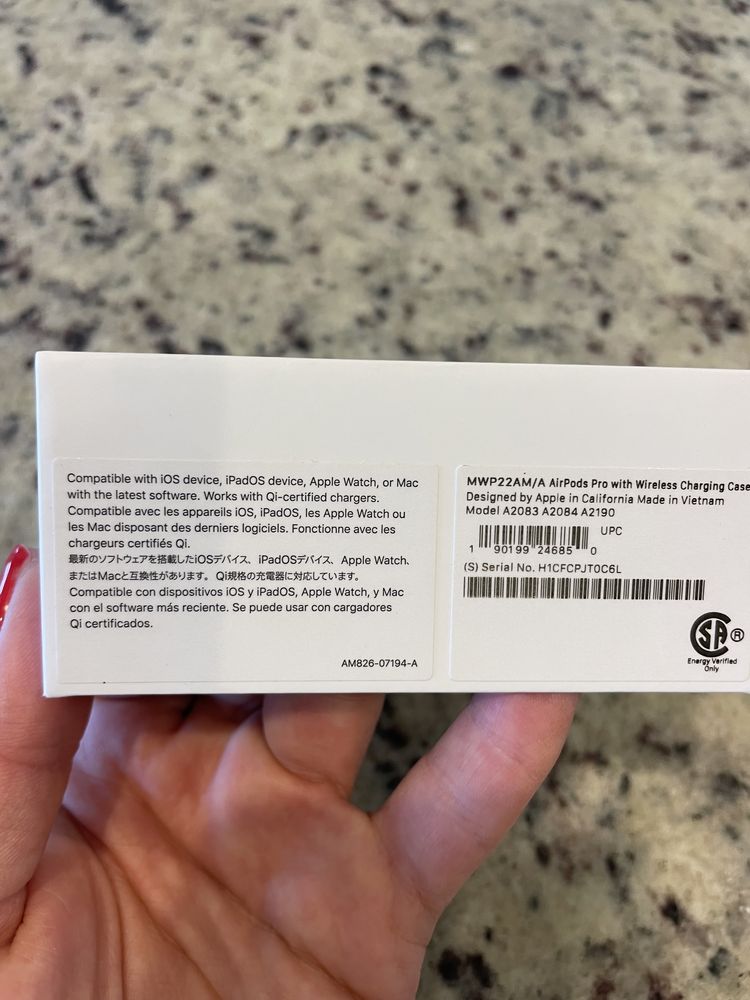 Compatible with iOS device, iPadOS device, Apple Watch, or Mac
with the latest software. Works with Qi-certified chargers.
Compatible avec les appareils iOS, iPadOS, les Apple Watch ou
les Mac disposant des derniers logiciels. Fonctionne avec les
chargeurs certifiés Qi.
最新のソフトウェアを搭載したiOSデバイス、iPadOSデバイス、Apple Watch、
またはMacと互換性があります。 Qi規格の充電器に対応しています。
Compatible con dispositivos iOS y iPadOS, Apple Watch, y Mac
con el software más reciente. Se puede usar con cargadores
Qi certificados.
AM826-07194-A
MWP22AM/A AirPods Pro with Wireless Charging Case
Designed by Apple in California Made in Vietnam
Model A2083 A2084 A2190
UPC
1 90199 24685 0
(S) Serial No. H1CFCPJT0C6L
SA ®
Energy Verified
Only